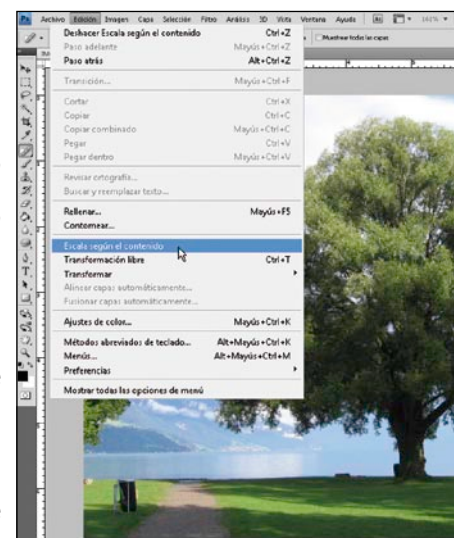 Ps Archivo Edición Imagen Capa Selección Filtro Análisis 3D Vista Ventana Ayuda
Mostrar todas las capas
Deshacer Escala según el contenido Ctrl+Z
Paso adelante Mayús+Ctrl+Z
Paso atrás Alt+Ctrl+Z
Transición... Mayús+Ctrl+F
Cortar Ctrl+X
Copiar Ctrl+C
Copiar combinado Mayús+Ctrl+C
Pegar Ctrl+V
Pegar dentro Mayús+Ctrl+V
Revisar ortografía...
Buscar y reemplazar texto...
Rellenar... Mayús+F5
Contornear...
Escala según el contenido
Transformación libre Ctrl+T
Transformar
Alinear capas automáticamente...
Fusionar capas automáticamente...
Ajustes de color... Mayús+Ctrl+K
Métodos abreviados de teclado... Alt+Mayús+Ctrl+K
Menús... Alt+Mayús+Ctrl+M
Preferencias
Mostrar todas las opciones de menú